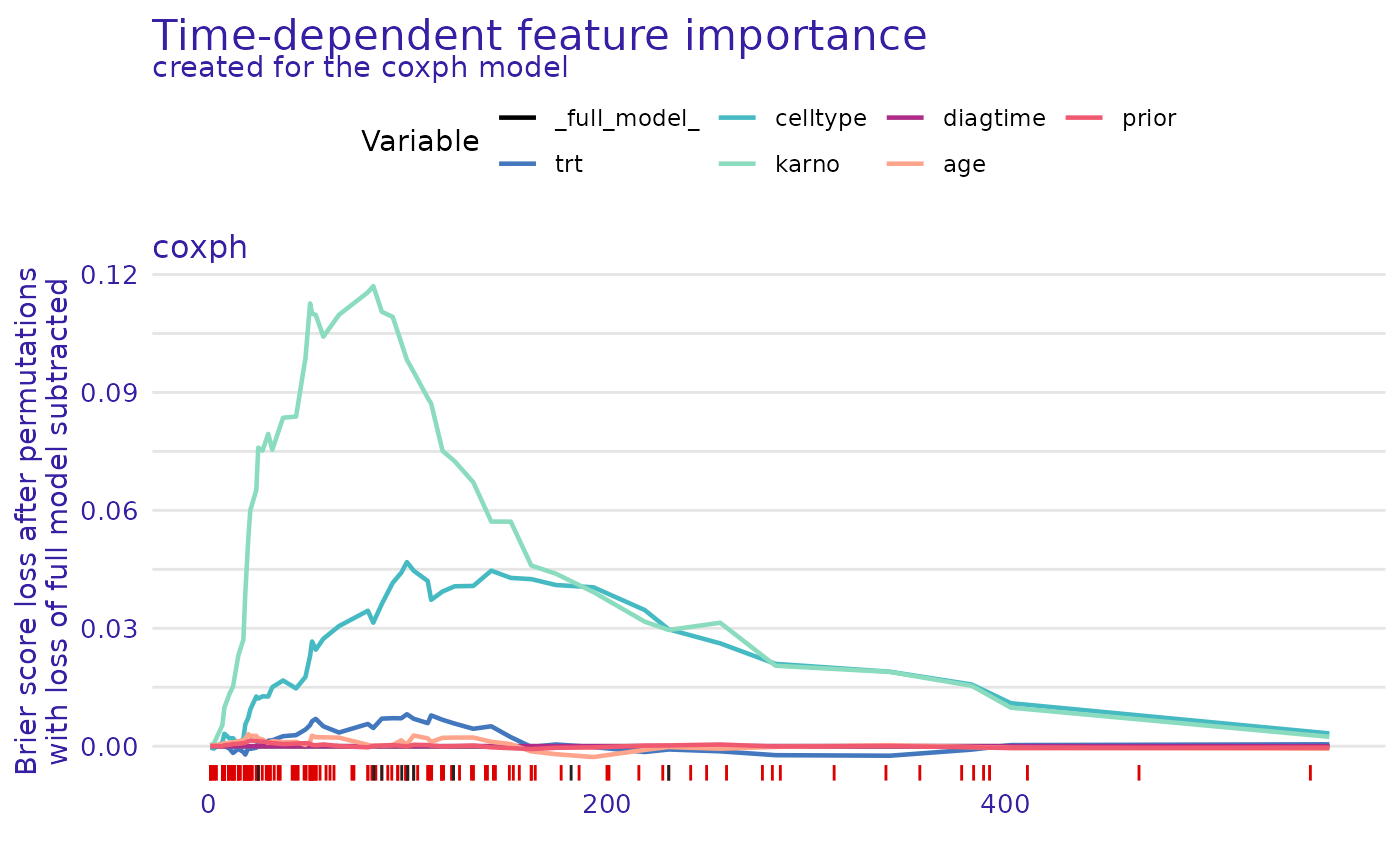 Time-dependent feature importance
created for the coxph model
Variable
_full_model_
celltype
diagtime
prior
trt
karno
age
coxph
Brier score loss after permutations
with loss of full model subtracted
0.12
0.09
0.06
0.03
0.00
0
200
400